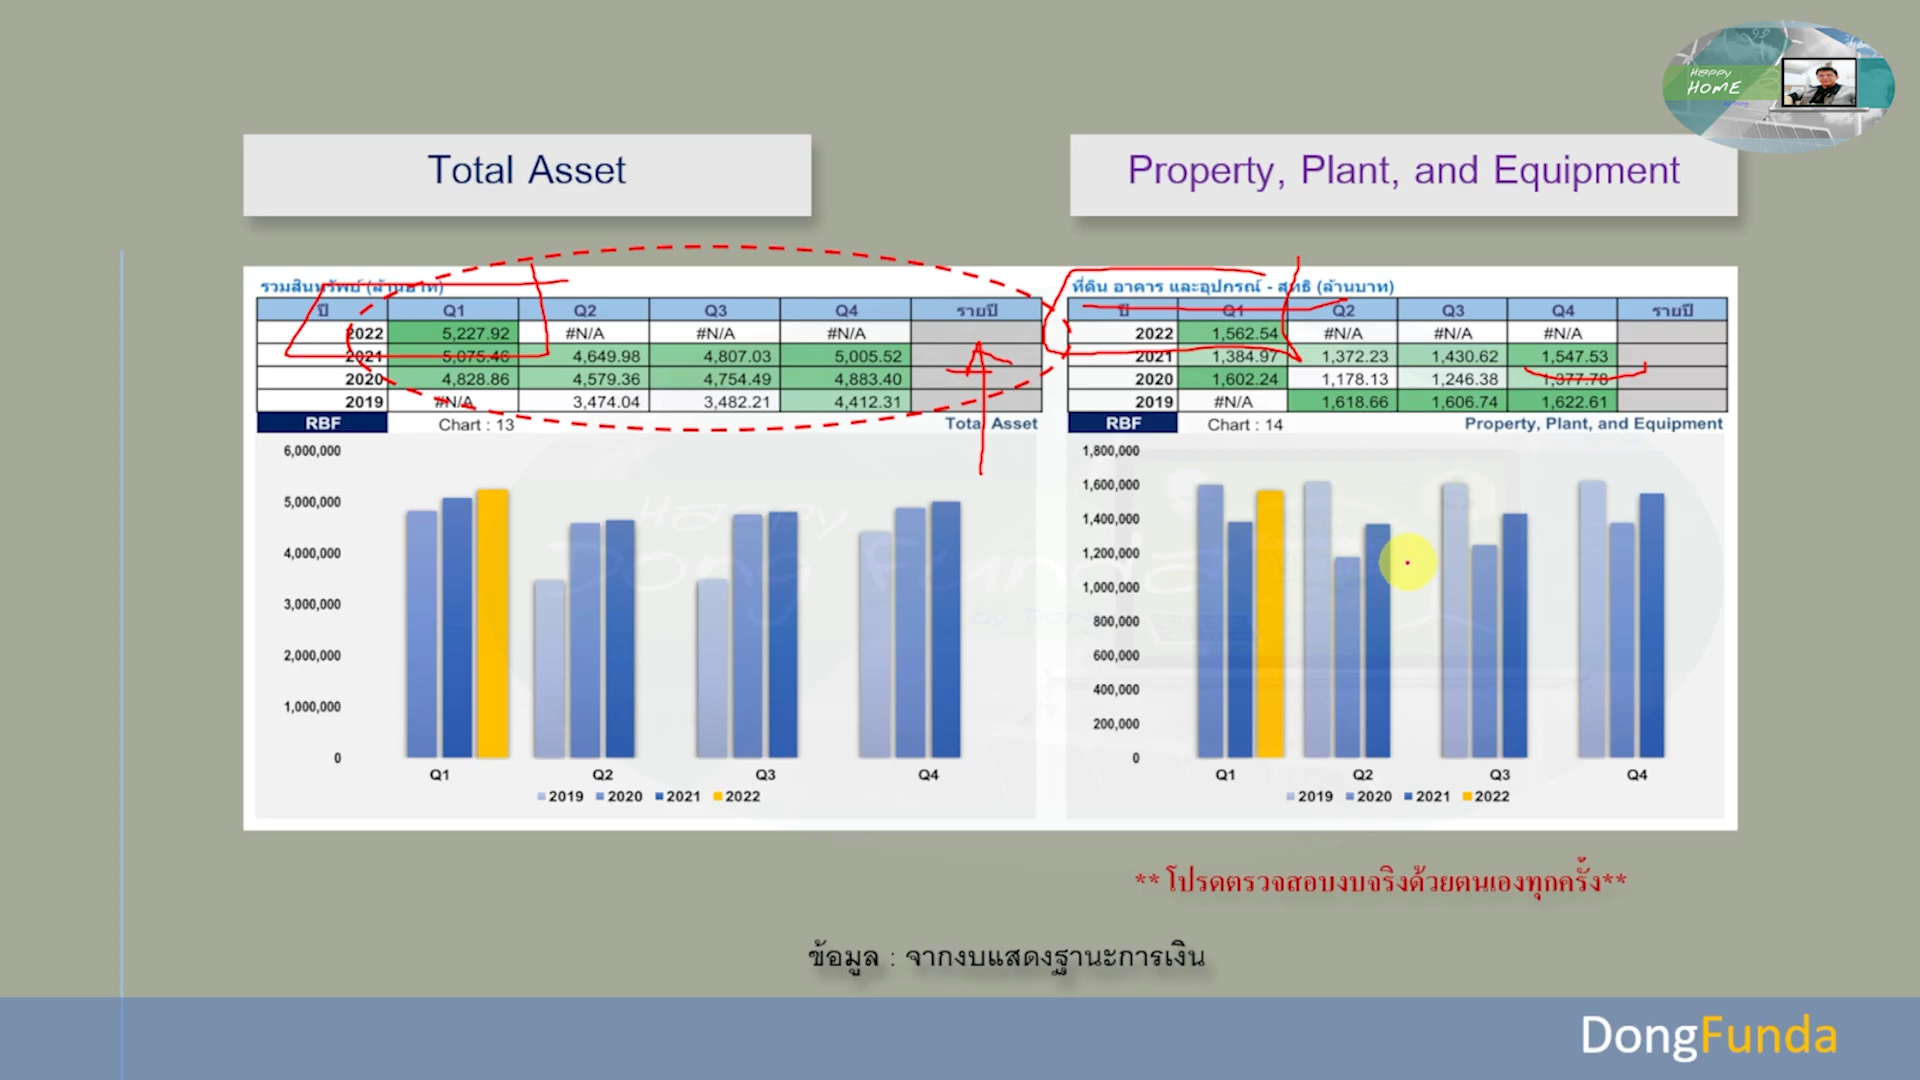 Happy
HOME
by Dong
Total Asset
Property, Plant, and Equipment
รวมสินทรัพย์ (ล้านบาท)
ปี Q1 Q2 Q3 Q4 รายปี
2022 5,227.92 #N/A #N/A #N/A
2021 5,075.46 4,649.98 4,807.03 5,005.52
2020 4,828.86 4,579.36 4,754.49 4,883.40
2019 #N/A 3,474.04 3,482.21 4,412.31
RBF Chart : 13 Total Asset
6,000,000
5,000,000
4,000,000
3,000,000
2,000,000
1,000,000
0
Q1 Q2 Q3 Q4
2019 2020 2021 2022
ที่ดิน อาคาร และอุปกรณ์ - สุทธิ (ล้านบาท)
ปี Q1 Q2 Q3 Q4 รายปี
2022 1,562.54 #N/A #N/A #N/A
2021 1,384.97 1,372.23 1,430.62 1,547.53
2020 1,602.24 1,178.13 1,246.38 1,377.78
2019 #N/A 1,618.66 1,606.74 1,622.61
RBF Chart : 14 Property, Plant, and Equipment
1,800,000
1,600,000
1,400,000
1,200,000
1,000,000
800,000
600,000
400,000
200,000
0
Q1 Q2 Q3 Q4
2019 2020 2021 2022
Happy
Dong Funda
by Dong
** โปรดตรวจสอบงบจริงด้วยตนเองทุกครั้ง**
ข้อมูล : จากงบแสดงฐานะการเงิน
DongFunda